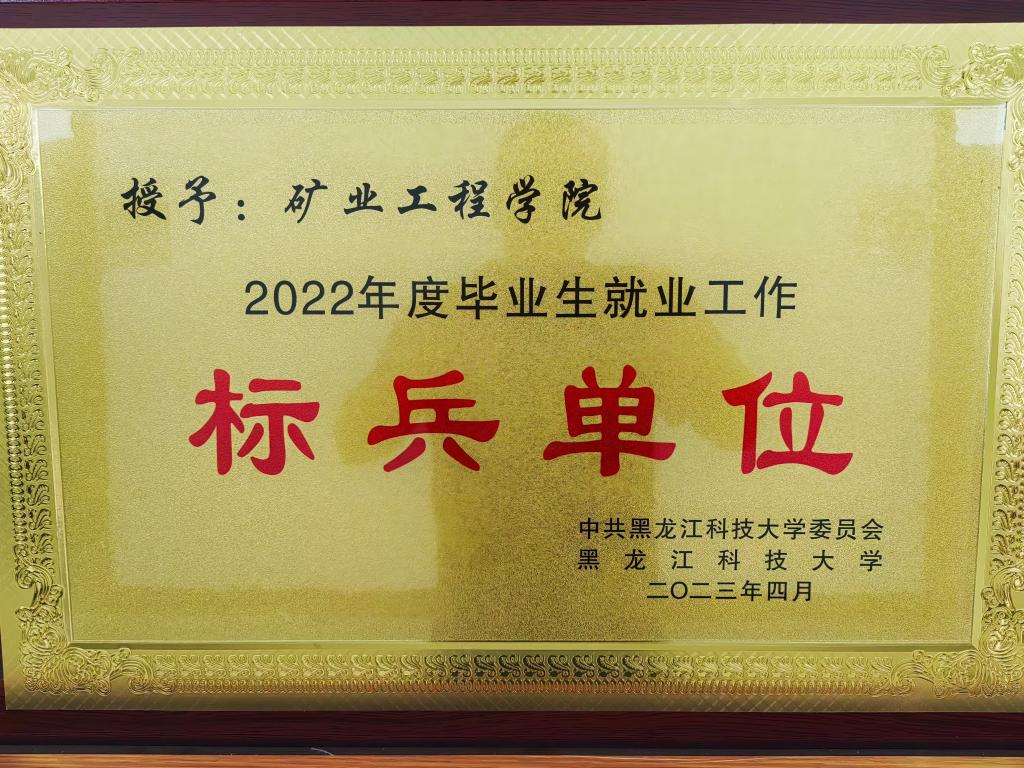 授予：矿业工程学院
2022年度毕业生就业工作
标兵单位
中共黑龙江科技大学委员会
黑龙江科技大学
二〇二三年四月